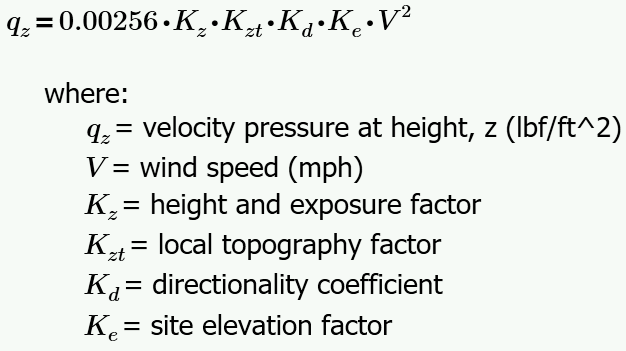 q_z = 0.00256 · K_z · K_zt · K_d · K_e · V²
where:
q_z = velocity pressure at height, z (lbf/ft^2)
V = wind speed (mph)
K_z = height and exposure factor
K_zt = local topography factor
K_d = directionality coefficient
K_e = site elevation factor